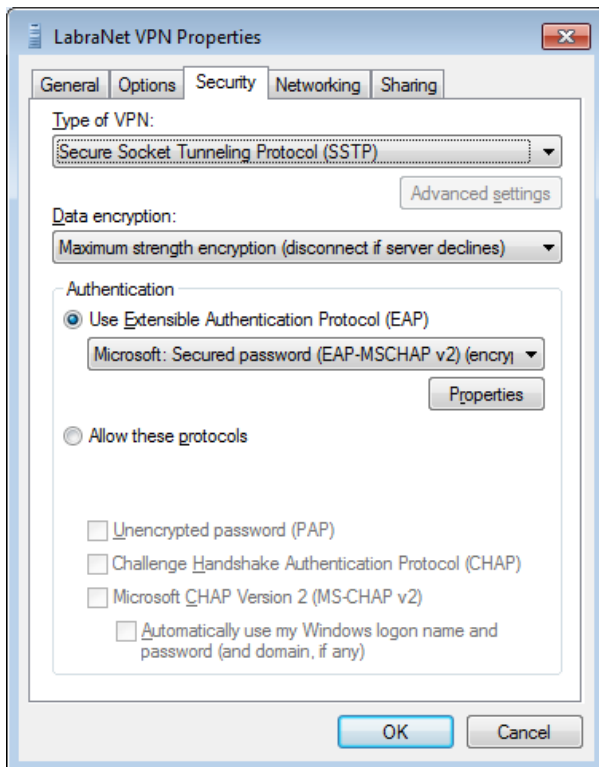 LabraNet VPN Properties
General Options Security Networking Sharing
Type of VPN:
Secure Socket Tunneling Protocol (SSTP)
Advanced settings
Data encryption:
Maximum strength encryption (disconnect if server declines)
Authentication
Use Extensible Authentication Protocol (EAP)
Microsoft: Secured password (EAP-MSCHAP v2) (encryp
Properties
Allow these protocols
Unencrypted password (PAP)
Challenge Handshake Authentication Protocol (CHAP)
Microsoft CHAP Version 2 (MS-CHAP v2)
Automatically use my Windows logon name and
password (and domain, if any)
OK Cancel